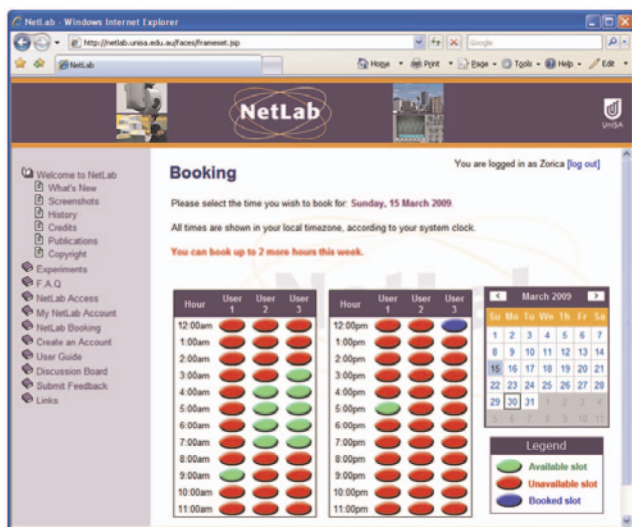 NetLab - Windows Internet Explorer
http://netlab.unisa.edu.au/faces/frameset.jsp
Google
NetLab
Home
Print
Page
Tools
Help
Edit
NetLab
UniSA
Welcome to NetLab
What's New
Screenshots
History
Credits
Publications
Copyright
Experiments
F.A.Q
NetLab Access
My NetLab Account
NetLab Booking
Create an Account
User Guide
Discussion Board
Submit Feedback
Links
You are logged in as Zorica [log out]
Booking
Please select the time you wish to book for: Sunday, 15 March 2009.
All times are shown in your local timezone, according to your system clock.
You can book up to 2 more hours this week.
Hour User 1 User 2 User 3
12:00am
1:00am
2:00am
3:00am
4:00am
5:00am
6:00am
7:00am
8:00am
9:00am
10:00am
11:00am
Hour User 1 User 2 User 3
12:00pm
1:00pm
2:00pm
3:00pm
4:00pm
5:00pm
6:00pm
7:00pm
8:00pm
9:00pm
10:00pm
11:00pm
< March 2009 >
Su Mo Tu We Th Fr Sa
1 2 3 4 5 6 7
8 9 10 11 12 13 14
15 16 17 18 19 20 21
22 23 24 25 26 27 28
29 30 31 1 2 3 4
5 6 7 8 9 10 11
Legend
Available slot
Unavailable slot
Booked slot